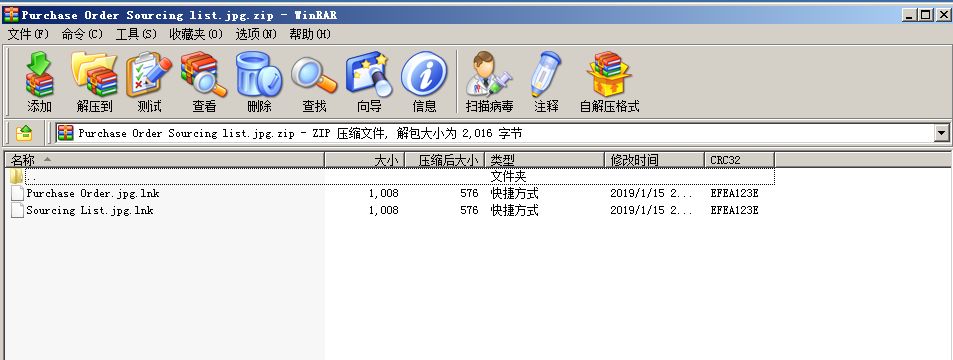 Purchase Order Sourcing list.jpg.zip - WinRAR
文件(F) 命令(C) 工具(S) 收藏夹(O) 选项(N) 帮助(H)
添加 解压到 测试 查看 删除 查找 向导 信息 扫描病毒 注释 自解压格式
Purchase Order Sourcing list.jpg.zip - ZIP 压缩文件, 解包大小为 2,016 字节
名称 大小 压缩后大小 类型 修改时间 CRC32
.. 文件夹
Purchase Order.jpg.lnk 1,008 576 快捷方式 2019/1/15 2... EFEA123E
Sourcing List.jpg.lnk 1,008 576 快捷方式 2019/1/15 2... EFEA123E